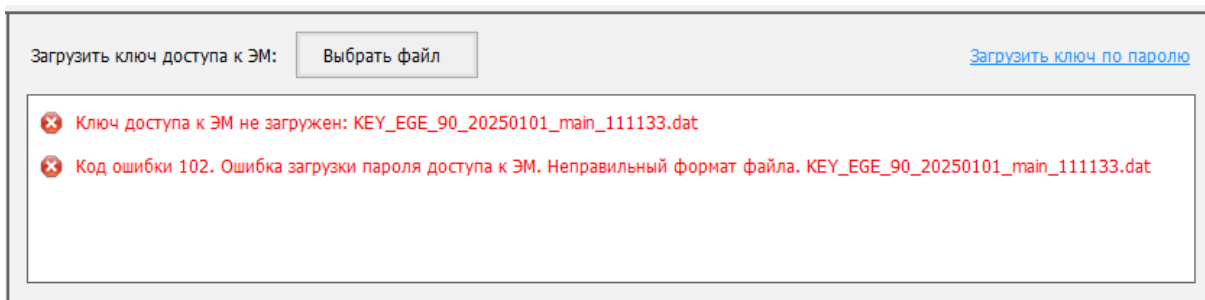 Загрузить ключ доступа к ЭМ: Выбрать файл Загрузить ключ по паролю
Ключ доступа к ЭМ не загружен: KEY_EGE_90_20250101_main_111133.dat
Код ошибки 102. Ошибка загрузки пароля доступа к ЭМ. Неправильный формат файла. KEY_EGE_90_20250101_main_111133.dat